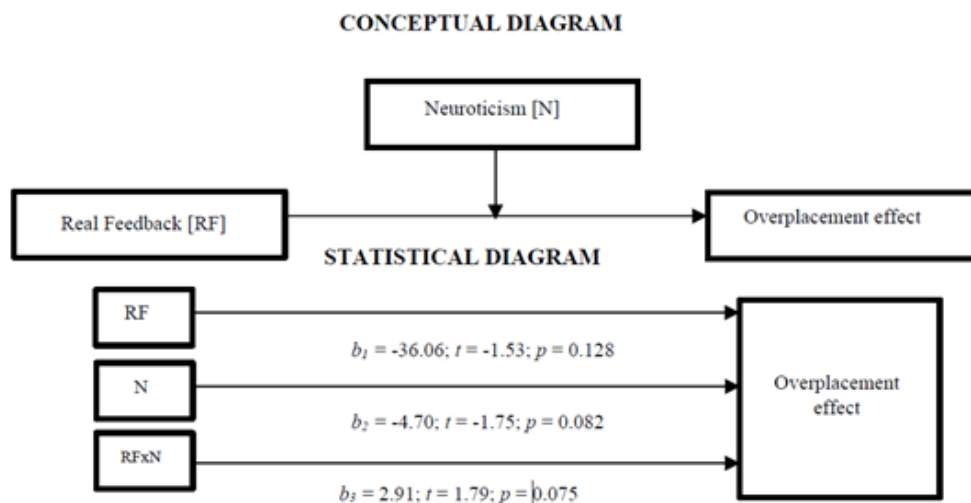 CONCEPTUAL DIAGRAM
Neuroticism [N]
Real Feedback [RF]
Overplacement effect
STATISTICAL DIAGRAM
RF
b₁ = -36.06; t = -1.53; p = 0.128
N
b₂ = -4.70; t = -1.75; p = 0.082
RFxN
b₃ = 2.91; t = 1.79; p = 0.075
Overplacement
effect